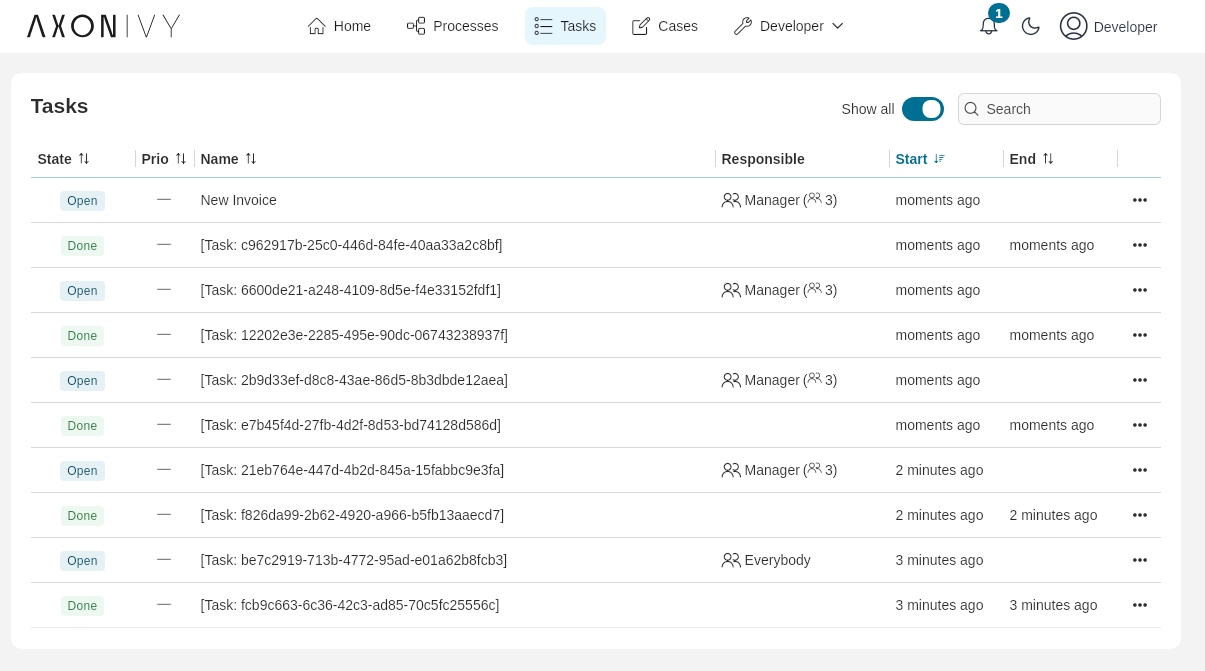 AXONIVY
Home
Processes
Tasks
Cases
Developer
1
Developer
Tasks
Show all
Search
State Prio Name Responsible Start End
Open — New Invoice Manager (3) moments ago
Done — [Task: c962917b-25c0-446d-84fe-40aa33a2c8bf] moments ago moments ago
Open — [Task: 6600de21-a248-4109-8d5e-f4e33152fdf1] Manager (3) moments ago
Done — [Task: 12202e3e-2285-495e-90dc-06743238937f] moments ago moments ago
Open — [Task: 2b9d33ef-d8c8-43ae-86d5-8b3dbde12aea] Manager (3) moments ago
Done — [Task: e7b45f4d-27fb-4d2f-8d53-bd74128d586d] moments ago moments ago
Open — [Task: 21eb764e-447d-4b2d-845a-15fabbc9e3fa] Manager (3) 2 minutes ago
Done — [Task: f826da99-2b62-4920-a966-b5fb13aaecd7] 2 minutes ago 2 minutes ago
Open — [Task: be7c2919-713b-4772-95ad-e01a62b8fcb3] Everybody 3 minutes ago
Done — [Task: fcb9c663-6c36-42c3-ad85-70c5fc25556c] 3 minutes ago 3 minutes ago